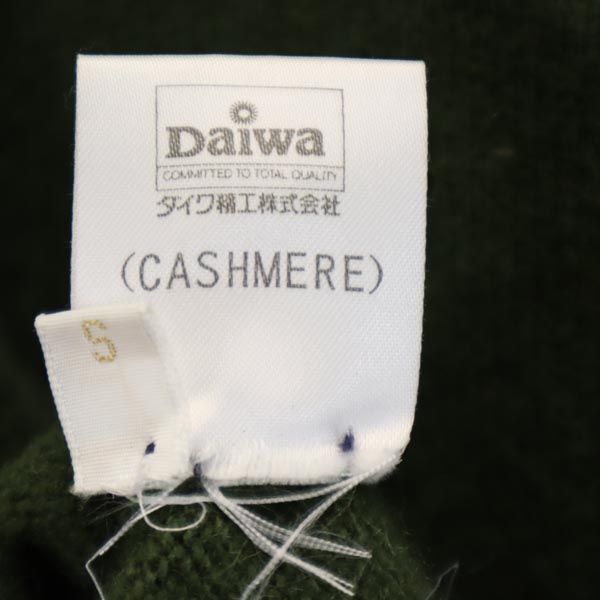 Daiwa
COMMITTED TO TOTAL QUALITY
ダイワ精工株式会社
(CASHMERE)
S